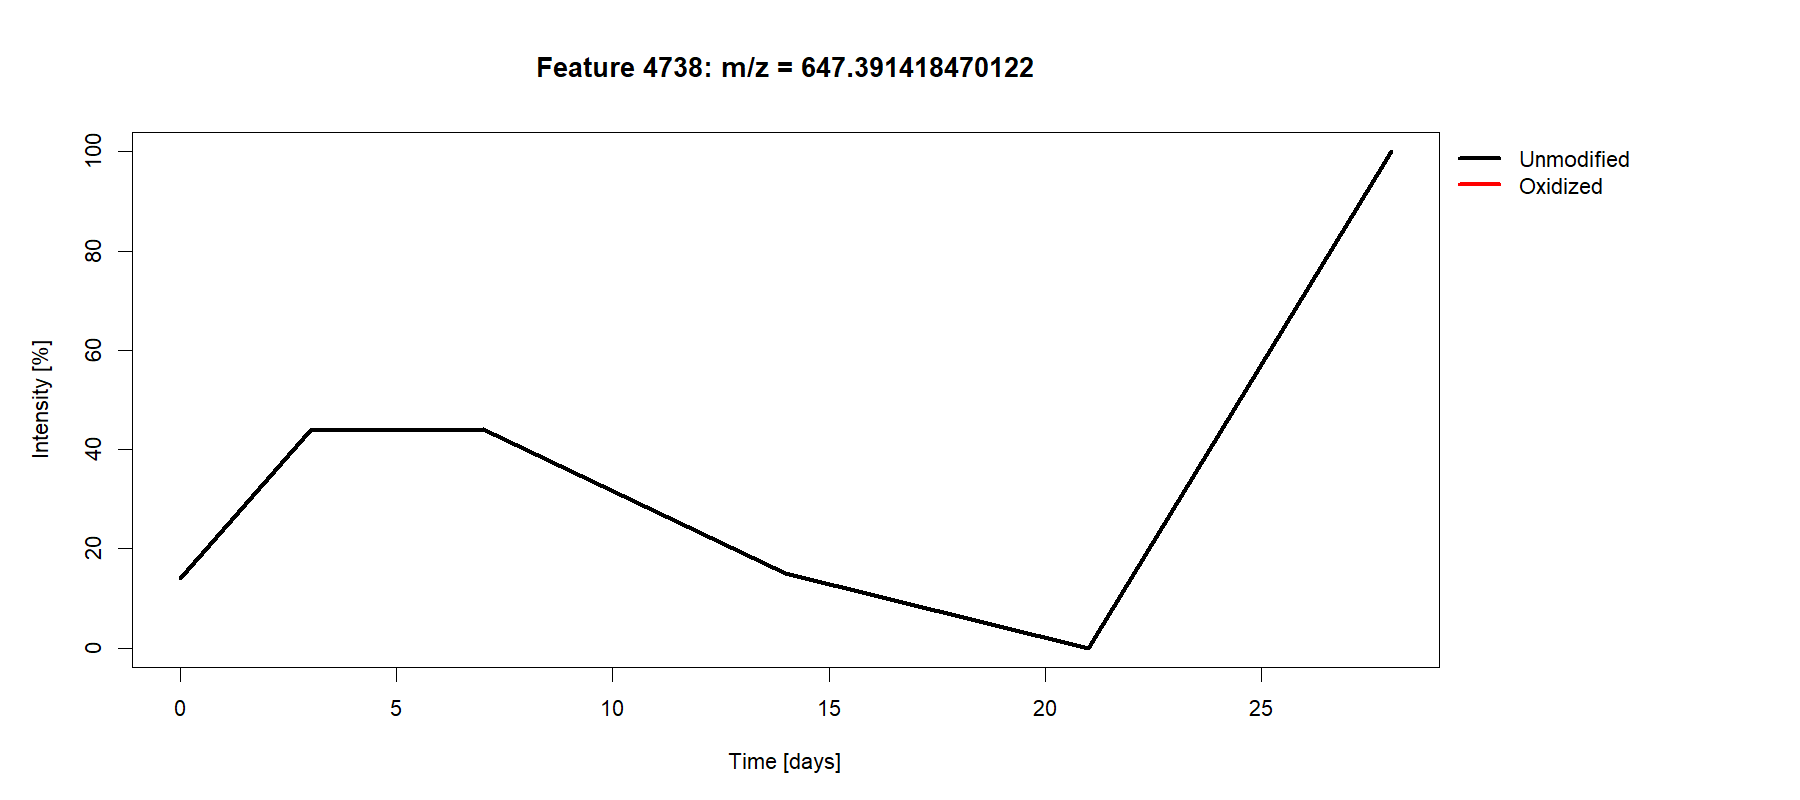 Feature 4738: m/z = 647.391418470122
Unmodified
Oxidized
Intensity [%]
100
80
60
40
20
0
0 5 10 15 20 25
Time [days]